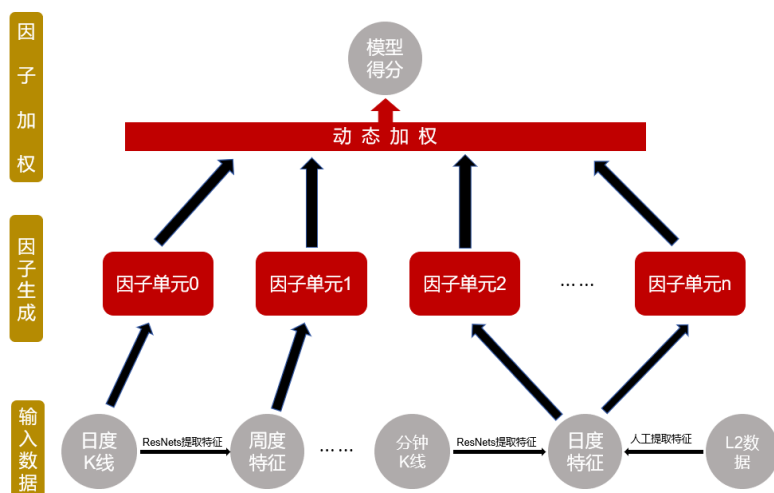 因子加权
模型
得分
动态加权
因子生成
因子单元0
因子单元1
因子单元2
……
因子单元n
输入数据
日度
K线
ResNets提取特征
周度
特征
……
分钟
K线
ResNets提取特征
日度
特征
人工提取特征
L2数
据